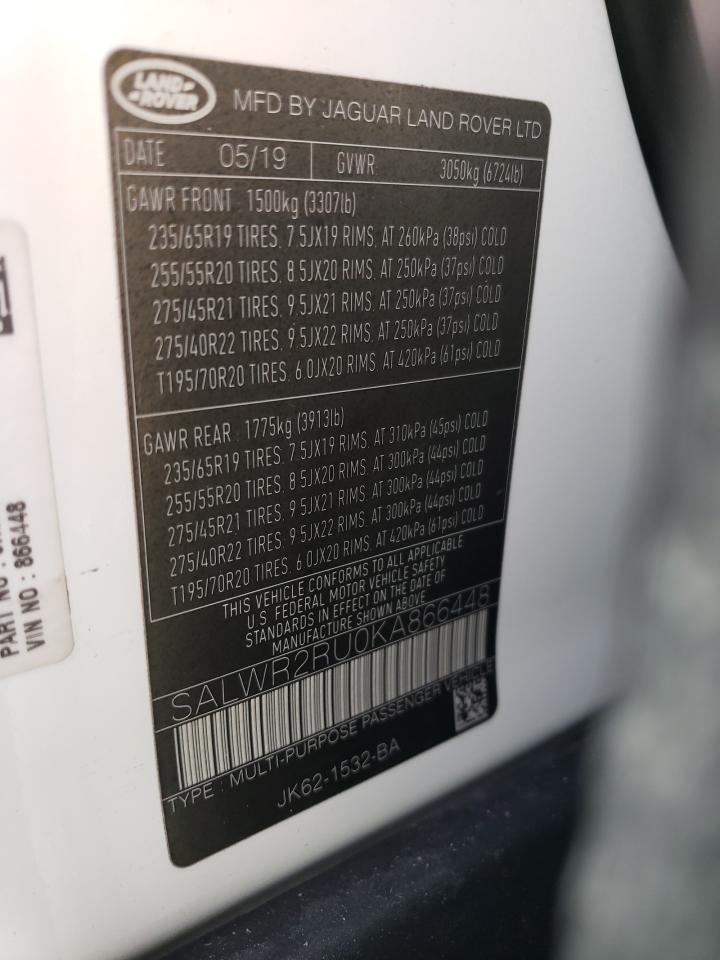 LAND
ROVER
MFD BY JAGUAR LAND ROVER LTD
DATE 05/19 GVWR 3050kg (6724lb)
GAWR FRONT 1500kg (3307lb)
235/65R19 TIRES, 7.5JX19 RIMS, AT 260kPa (38psi) COLD
255/55R20 TIRES, 8.5JX20 RIMS, AT 250kPa (37psi) COLD
275/45R21 TIRES, 9.5JX21 RIMS, AT 250kPa (37psi) COLD
275/40R22 TIRES, 9.5JX22 RIMS, AT 250kPa (37psi) COLD
T195/70R20 TIRES, 6.0JX20 RIMS, AT 420kPa (61psi) COLD
GAWR REAR 1775kg (3913lb)
235/65R19 TIRES, 7.5JX19 RIMS, AT 310kPa (45psi) COLD
255/55R20 TIRES, 8.5JX20 RIMS, AT 300kPa (44psi) COLD
275/45R21 TIRES, 9.5JX21 RIMS, AT 300kPa (44psi) COLD
275/40R22 TIRES, 9.5JX22 RIMS, AT 300kPa (44psi) COLD
T195/70R20 TIRES, 6.0JX20 RIMS, AT 420kPa (61psi) COLD
THIS VEHICLE CONFORMS TO ALL APPLICABLE
U.S. FEDERAL MOTOR VEHICLE SAFETY
STANDARDS IN EFFECT ON THE DATE OF
MANUFACTURE SHOWN ABOVE
SALWR2RU0KA866448
TYPE : MULTI-PURPOSE PASSENGER VEHICLE
JK62-1532-BA
PART NO :
VIN NO : 866448